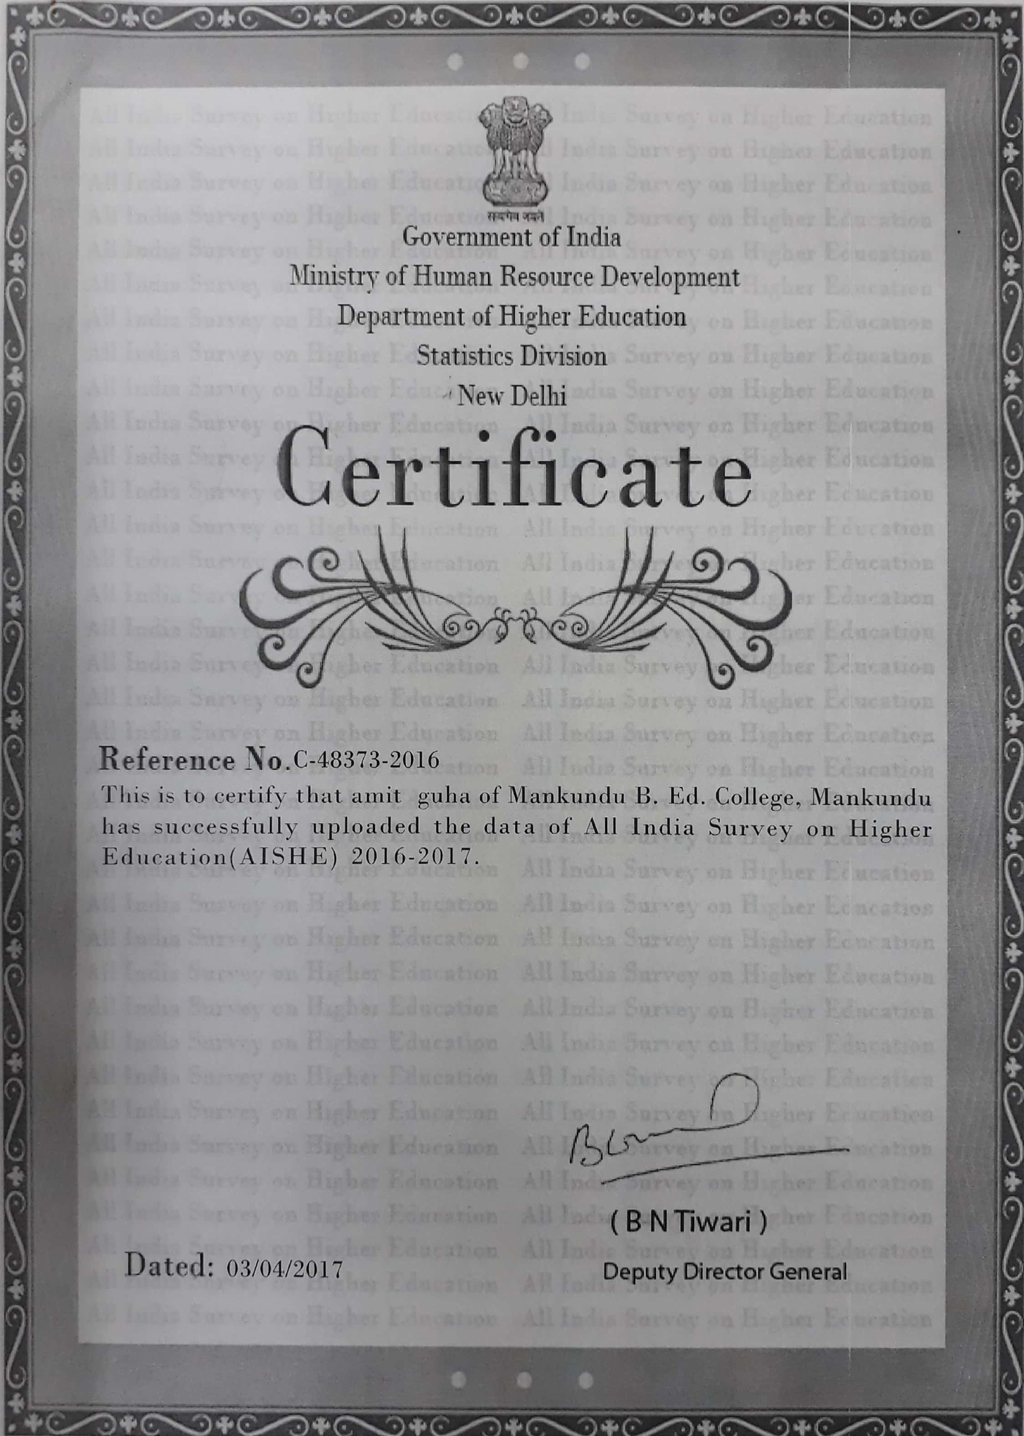 सत्यमेव जयते
Government of India
Ministry of Human Resource Development
Department of Higher Education
Statistics Division
New Delhi
Certificate
Reference No.C-48373-2016
This is to certify that amit guha of Mankundu B. Ed. College, Mankundu
has successfully uploaded the data of All India Survey on Higher
Education(AISHE) 2016-2017.
( B N Tiwari )
Dated: 03/04/2017
Deputy Director General